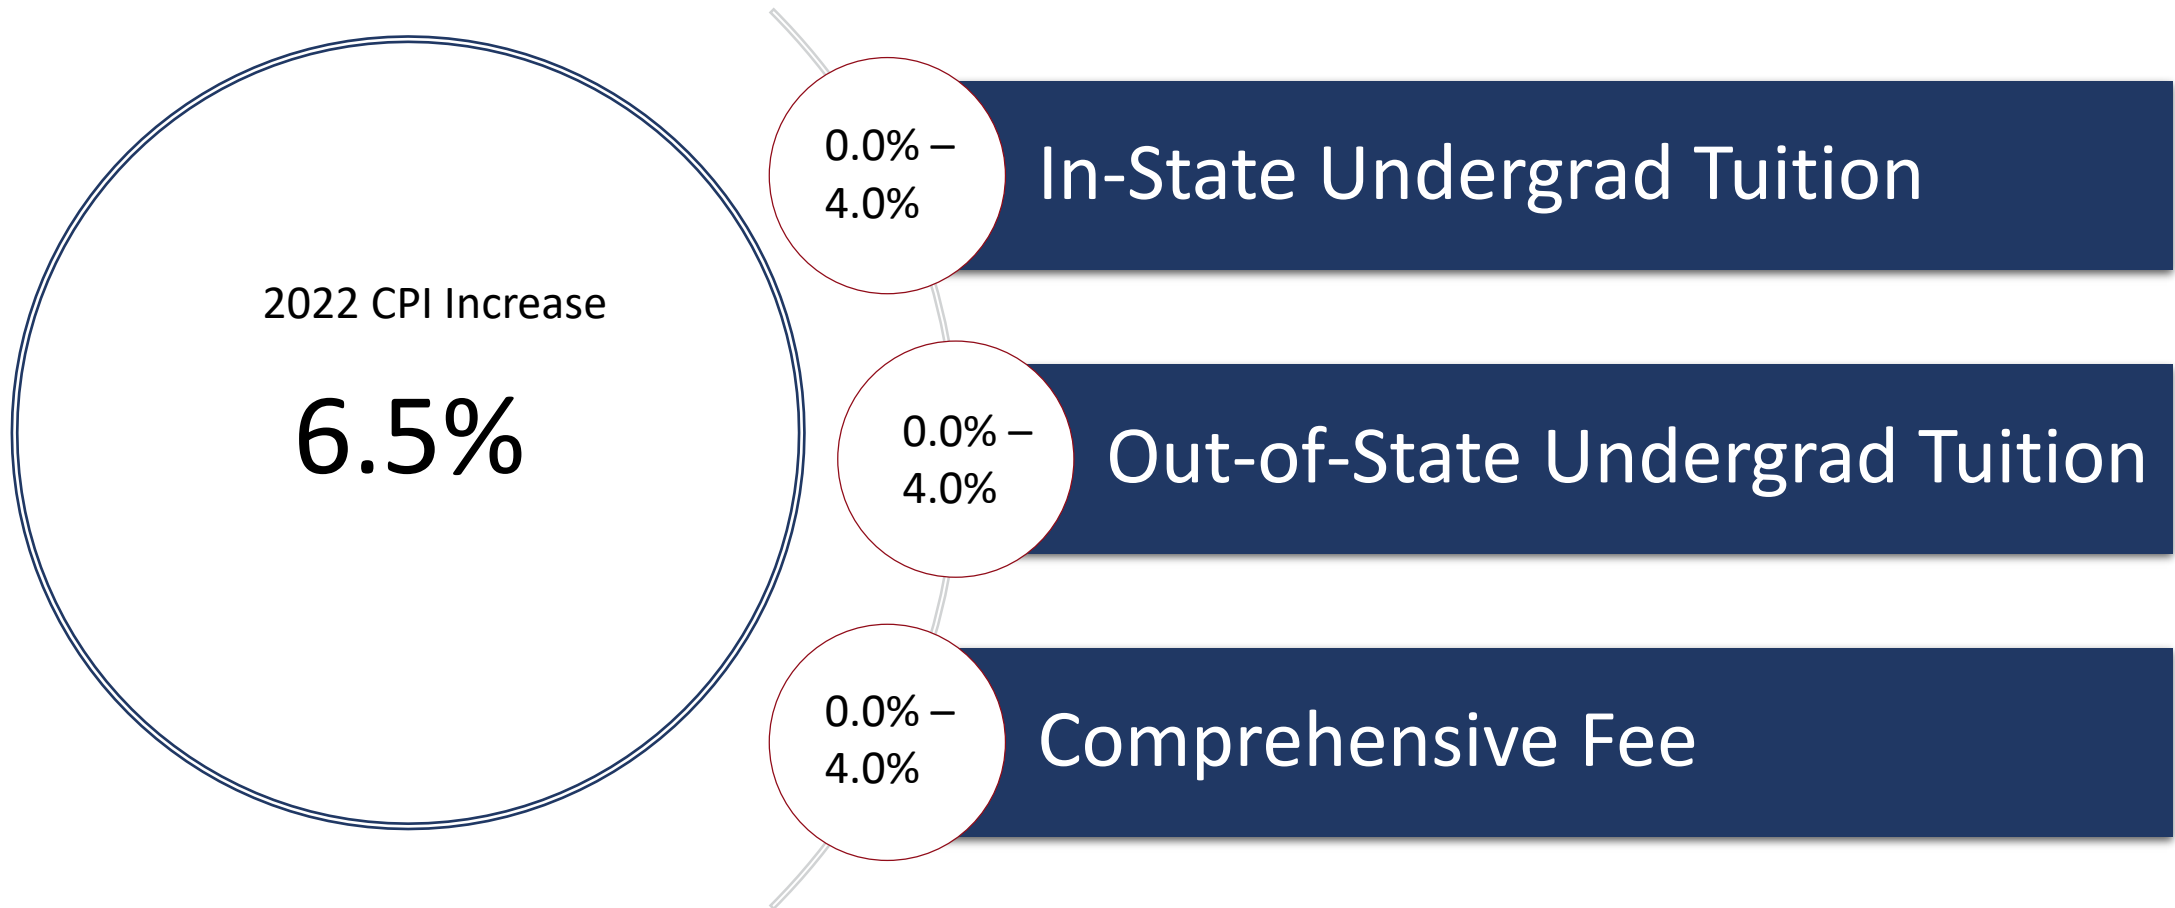 2022 CPI Increase
6.5%
0.0% –
4.0%
In-State Undergrad Tuition
0.0% –
4.0%
Out-of-State Undergrad Tuition
0.0% –
4.0%
Comprehensive Fee